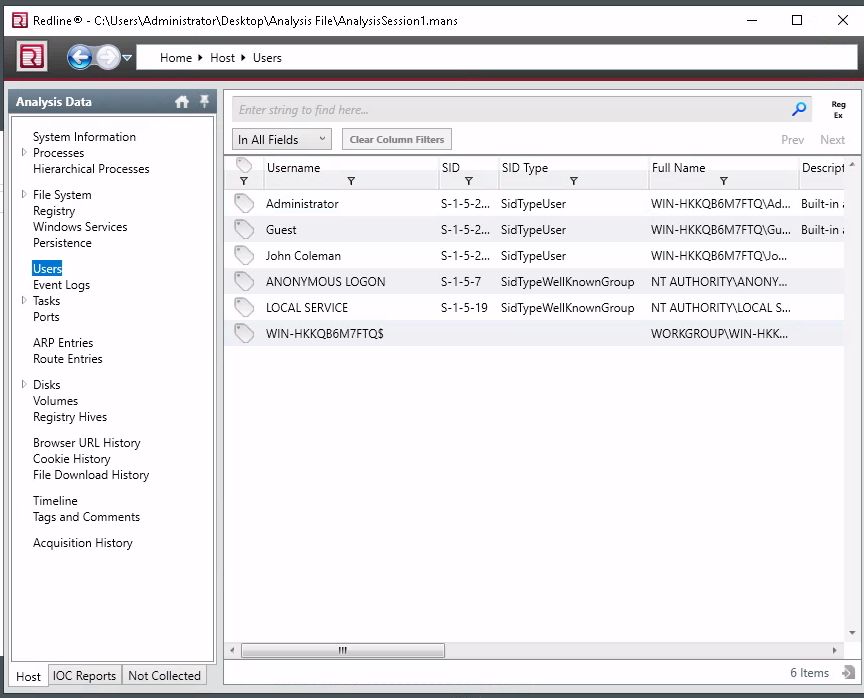 Redline® - C:\Users\Administrator\Desktop\Analysis File\AnalysisSession1.mans
Home Host Users
Analysis Data
System Information
Processes
Hierarchical Processes
File System
Registry
Windows Services
Persistence
Users
Event Logs
Tasks
Ports
ARP Entries
Route Entries
Disks
Volumes
Registry Hives
Browser URL History
Cookie History
File Download History
Timeline
Tags and Comments
Acquisition History
Host IOC Reports Not Collected
Enter string to find here...
Reg
Ex
In All Fields Clear Column Filters Prev Next
Username SID SID Type Full Name Descript
Administrator S-1-5-2... SidTypeUser WIN-HKKQB6M7FTQ\Ad... Built-in a
Guest S-1-5-2... SidTypeUser WIN-HKKQB6M7FTQ\Gu... Built-in a
John Coleman S-1-5-2... SidTypeUser WIN-HKKQB6M7FTQ\Jo...
ANONYMOUS LOGON S-1-5-7 SidTypeWellKnownGroup NT AUTHORITY\ANONY...
LOCAL SERVICE S-1-5-19 SidTypeWellKnownGroup NT AUTHORITY\LOCAL S...
WIN-HKKQB6M7FTQ$ WORKGROUP\WIN-HKK...
6 Items